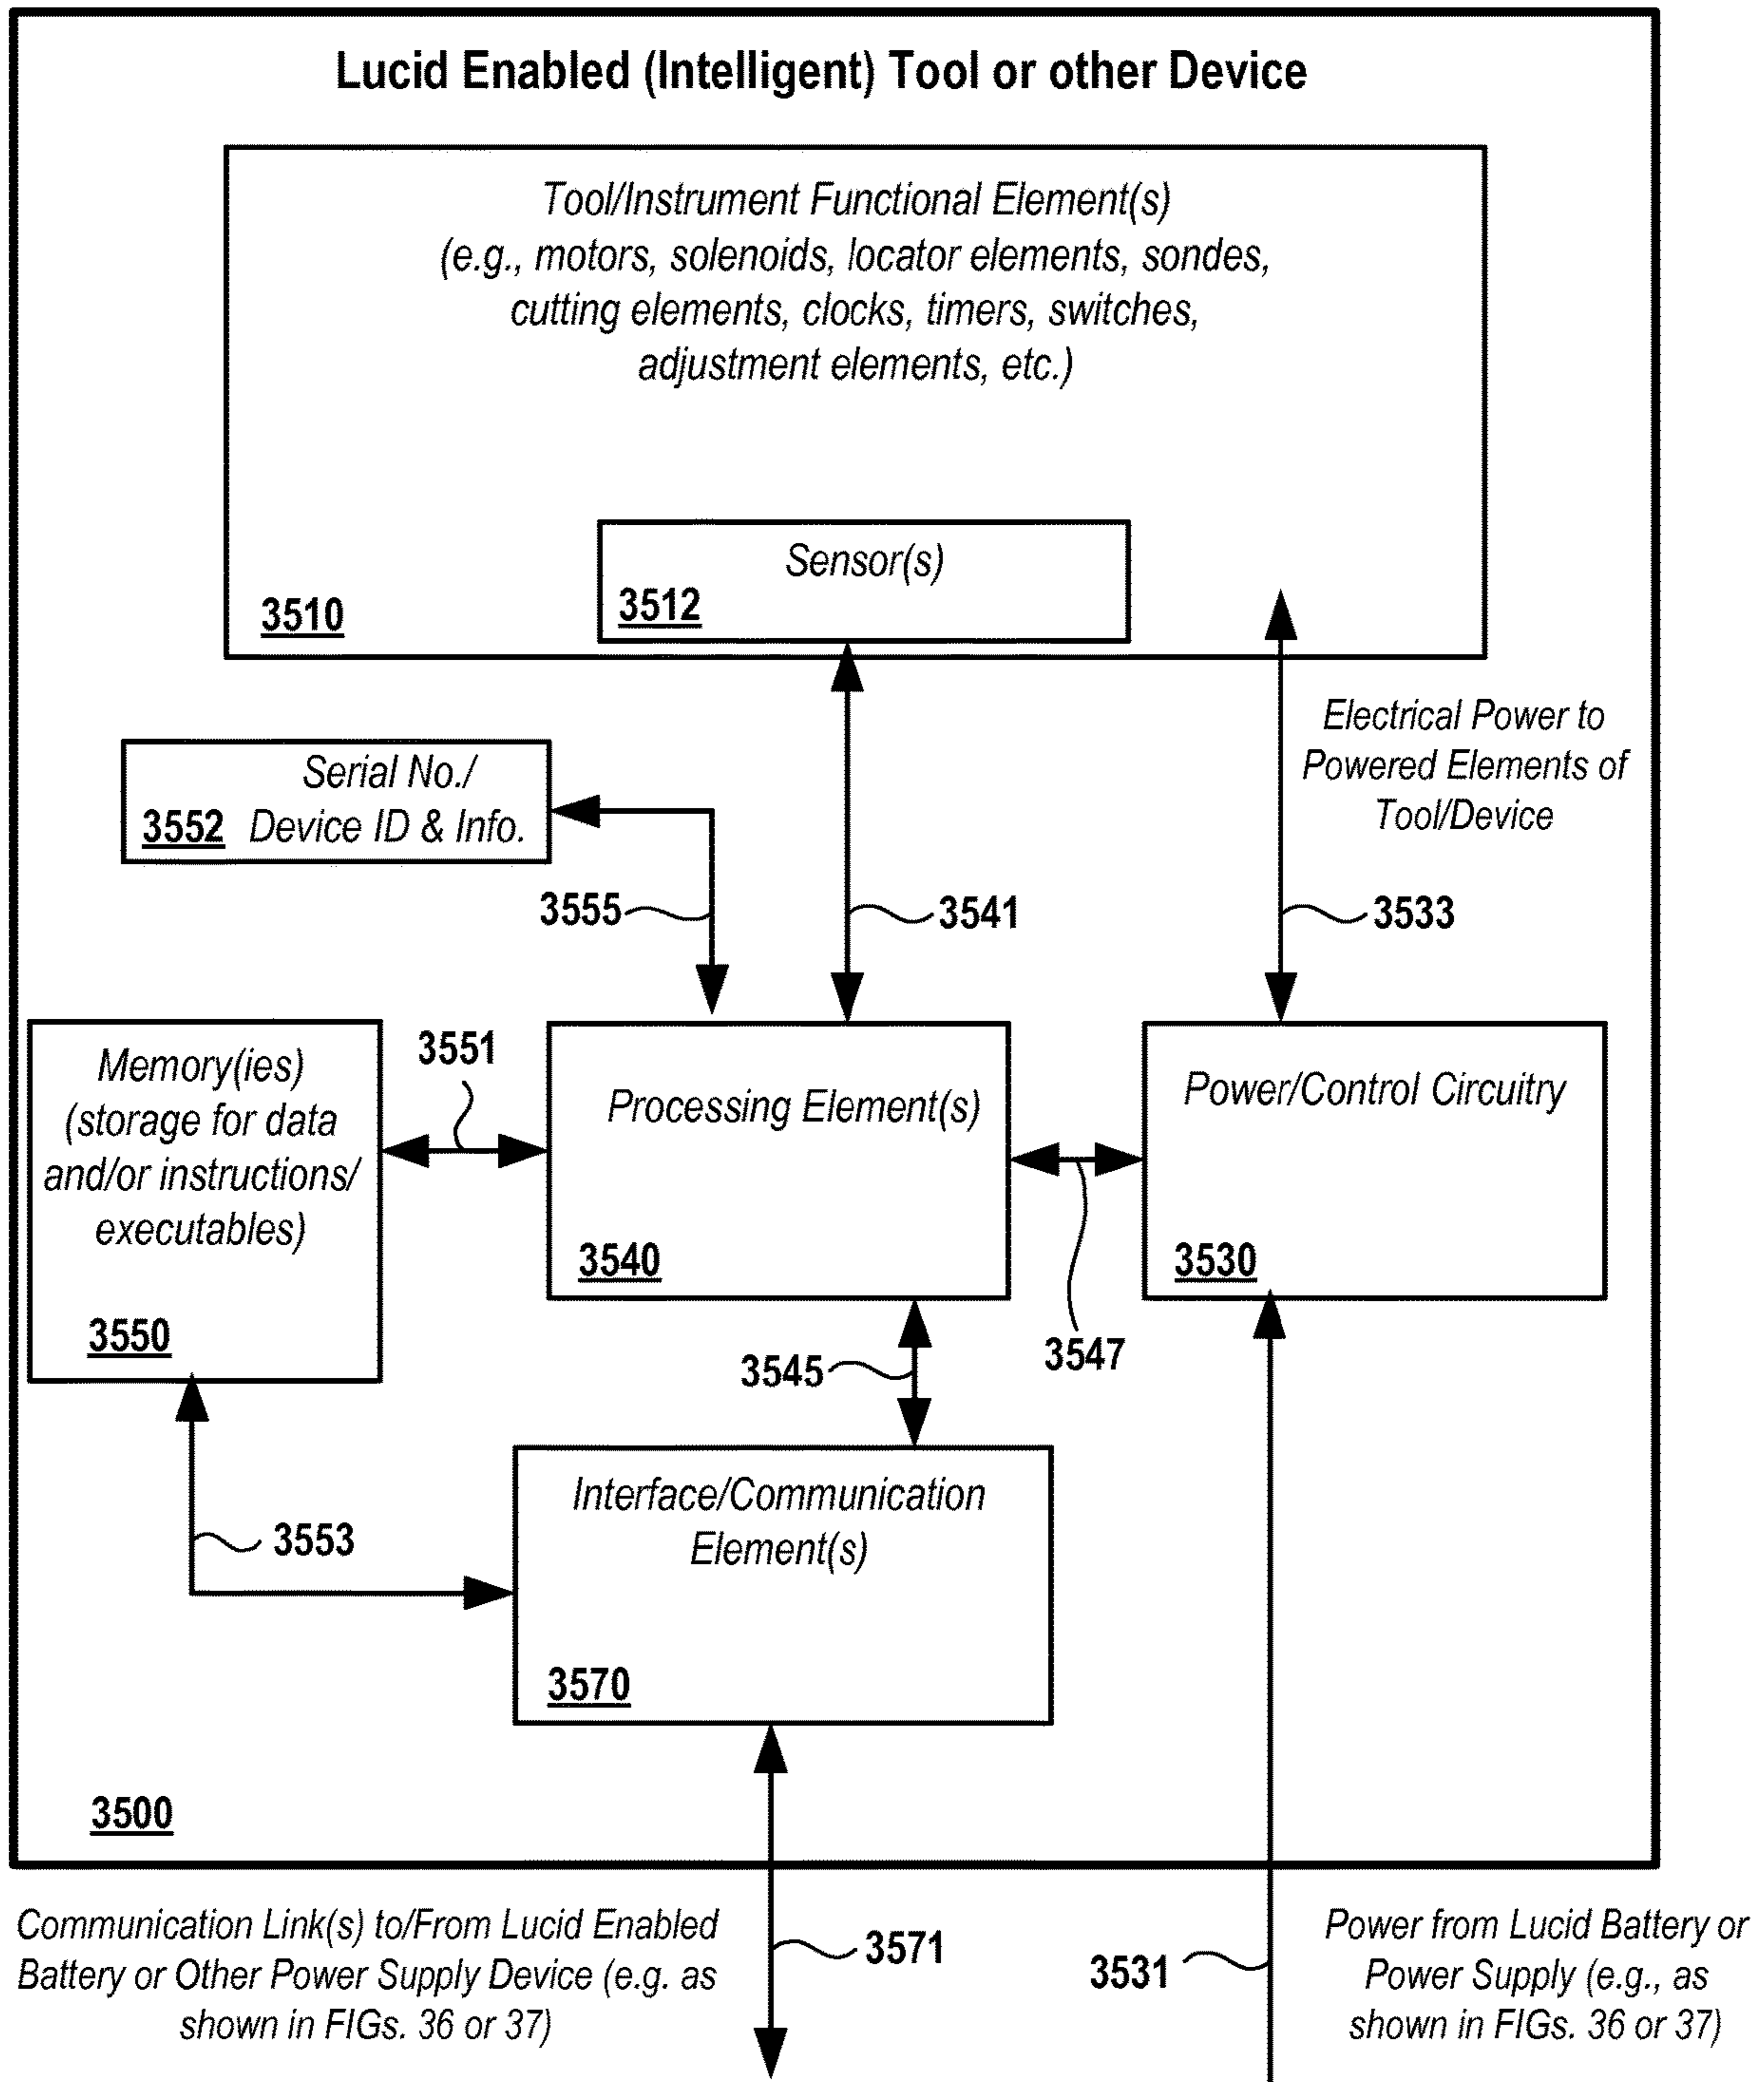 Lucid Enabled (Intelligent) Tool or other Device
Tool/Instrument Functional Element(s)
(e.g., motors, solenoids, locator elements, sondes,
cutting elements, clocks, timers, switches,
adjustment elements, etc.)
Sensor(s)
3512
3510
Electrical Power to
Powered Elements of
Tool/Device
Serial No./
3552 Device ID & Info.
3555
3541
3533
Memory(ies)
(storage for data
and/or instructions/
executables)
3550
3551
Processing Element(s)
3540
Power/Control Circuitry
3530
3545
3547
Interface/Communication
Element(s)
3570
3553
3500
Communication Link(s) to/From Lucid Enabled
Battery or Other Power Supply Device (e.g. as
shown in FIGs. 36 or 37)
3571
3531
Power from Lucid Battery or
Power Supply (e.g., as
shown in FIGs. 36 or 37)